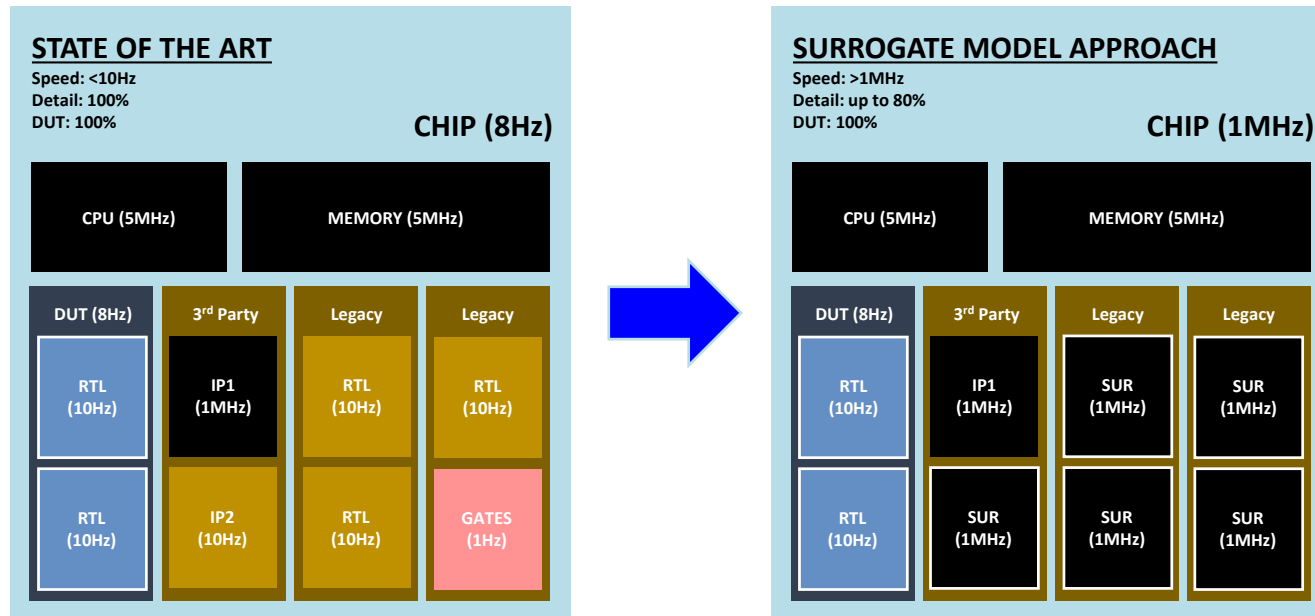 STATE OF THE ART
Speed: <10Hz
Detail: 100%
DUT: 100%
CHIP (8Hz)
CPU (5MHz)
MEMORY (5MHz)
DUT (8Hz)
RTL
(10Hz)
RTL
(10Hz)
3rd Party
IP1
(1MHz)
IP2
(10Hz)
Legacy
RTL
(10Hz)
RTL
(10Hz)
Legacy
RTL
(10Hz)
GATES
(1Hz)
SURROGATE MODEL APPROACH
Speed: >1MHz
Detail: up to 80%
DUT: 100%
CHIP (1MHz)
CPU (5MHz)
MEMORY (5MHz)
DUT (8Hz)
RTL
(10Hz)
RTL
(10Hz)
3rd Party
IP1
(1MHz)
SUR
(1MHz)
Legacy
SUR
(1MHz)
SUR
(1MHz)
Legacy
SUR
(1MHz)
SUR
(1MHz)